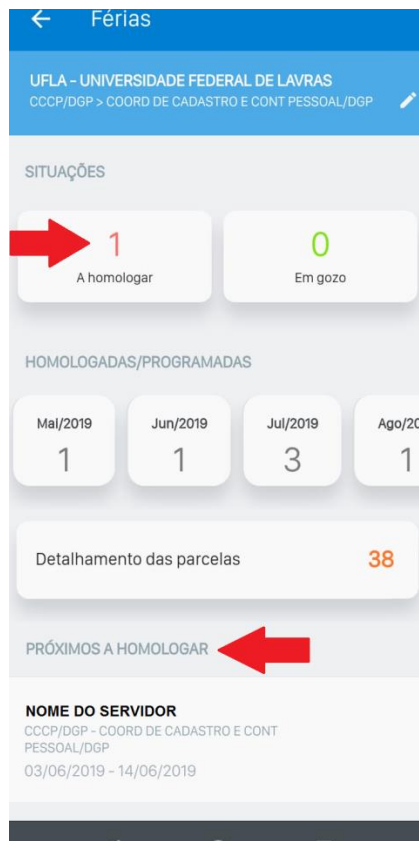 Férias
UFLA - UNIVERSIDADE FEDERAL DE LAVRAS
CCCP/DGP > COORD DE CADASTRO E CONT PESSOAL/DGP
SITUAÇÕES
1 0
A homologar Em gozo
HOMOLOGADAS/PROGRAMADAS
Mai/2019 Jun/2019 Jul/2019 Ago/20
1 1 3 1
Detalhamento das parcelas 38
PRÓXIMOS A HOMOLOGAR
NOME DO SERVIDOR
CCCP/DGP - COORD DE CADASTRO E CONT
PESSOAL/DGP
03/06/2019 - 14/06/2019